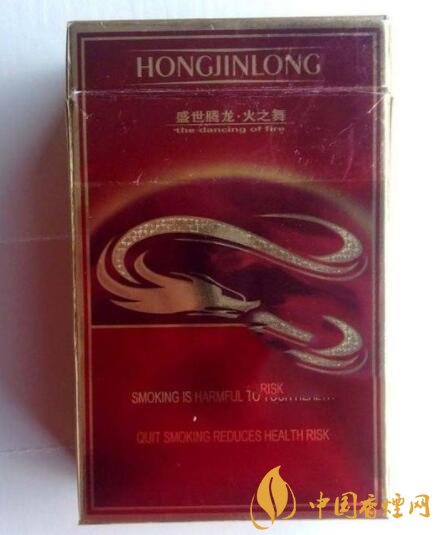 HONGJINLONG
盛世腾龙·火之舞
the dancing of fire
RISK
SMOKING IS HARMFUL TO YOUR HEALTH
QUIT SMOKING REDUCES HEALTH RISK
中国香烟网